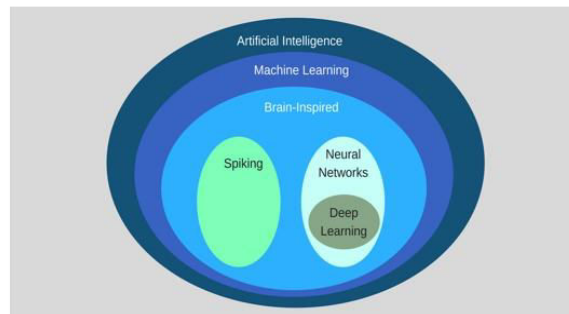 Artificial Intelligence
Machine Learning
Brain-Inspired
Spiking
Neural
Networks
Deep
Learning